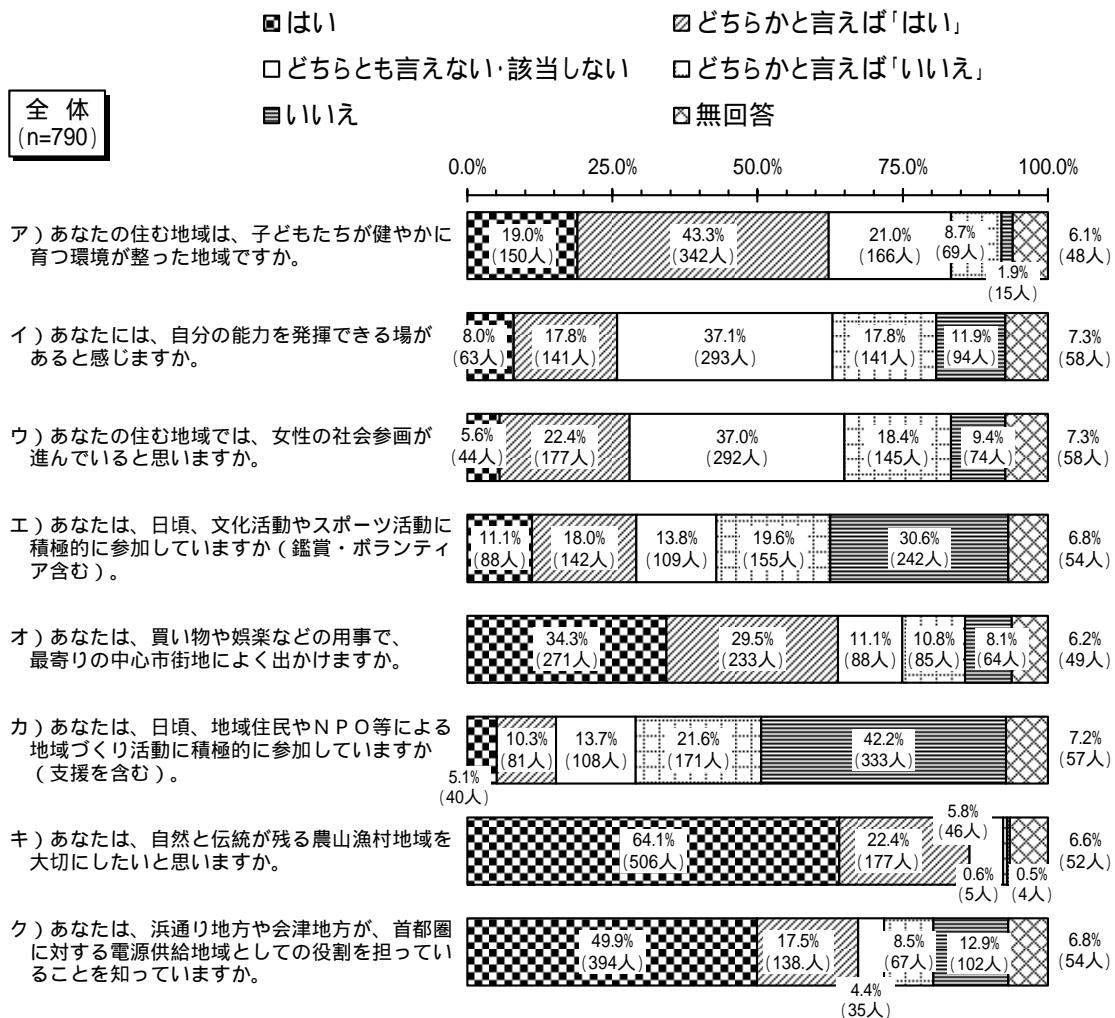 はい
どちらかと言えば「はい」
どちらとも言えない・該当しない
どちらかと言えば「いいえ」
いいえ
無回答
全 体
(n=790)
0.0% 25.0% 50.0% 75.0% 100.0%
ア）あなたの住む地域は、子どもたちが健やかに
育つ環境が整った地域ですか。
19.0% 43.3% 21.0% 8.7% 6.1%
(150人) (342人) (166人) (69人) (48人)
1.9%
(15人)
イ）あなたには、自分の能力を発揮できる場が
あると感じますか。
8.0% 17.8% 37.1% 17.8% 11.9% 7.3%
(63人) (141人) (293人) (141人) (94人) (58人)
ウ）あなたの住む地域では、女性の社会参画が
進んでいると思いますか。
5.6% 22.4% 37.0% 18.4% 9.4% 7.3%
(44人) (177人) (292人) (145人) (74人) (58人)
エ）あなたは、日頃、文化活動やスポーツ活動に
積極的に参加していますか（鑑賞・ボランティ
ア含む）。
11.1% 18.0% 13.8% 19.6% 30.6% 6.8%
(88人) (142人) (109人) (155人) (242人) (54人)
オ）あなたは、買い物や娯楽などの用事で、
最寄りの中心市街地によく出かけますか。
34.3% 29.5% 11.1% 10.8% 8.1% 6.2%
(271人) (233人) (88人) (85人) (64人) (49人)
カ）あなたは、日頃、地域住民やＮＰＯ等による
地域づくり活動に積極的に参加していますか
（支援を含む）。
10.3% 13.7% 21.6% 42.2% 7.2%
(81人) (108人) (171人) (333人) (57人)
5.1%
(40人)
キ）あなたは、自然と伝統が残る農山漁村地域を
大切にしたいと思いますか。
5.8%
(46人)
64.1% 22.4% 6.6%
(506人) (177人) (52人)
0.6% 0.5%
(5人) (4人)
ク）あなたは、浜通り地方や会津地方が、首都圏
に対する電源供給地域としての役割を担ってい
ることを知っていますか。
49.9% 17.5% 8.5% 12.9% 6.8%
(394人) (138.人) (67人) (102人) (54人)
4.4%
(35人)